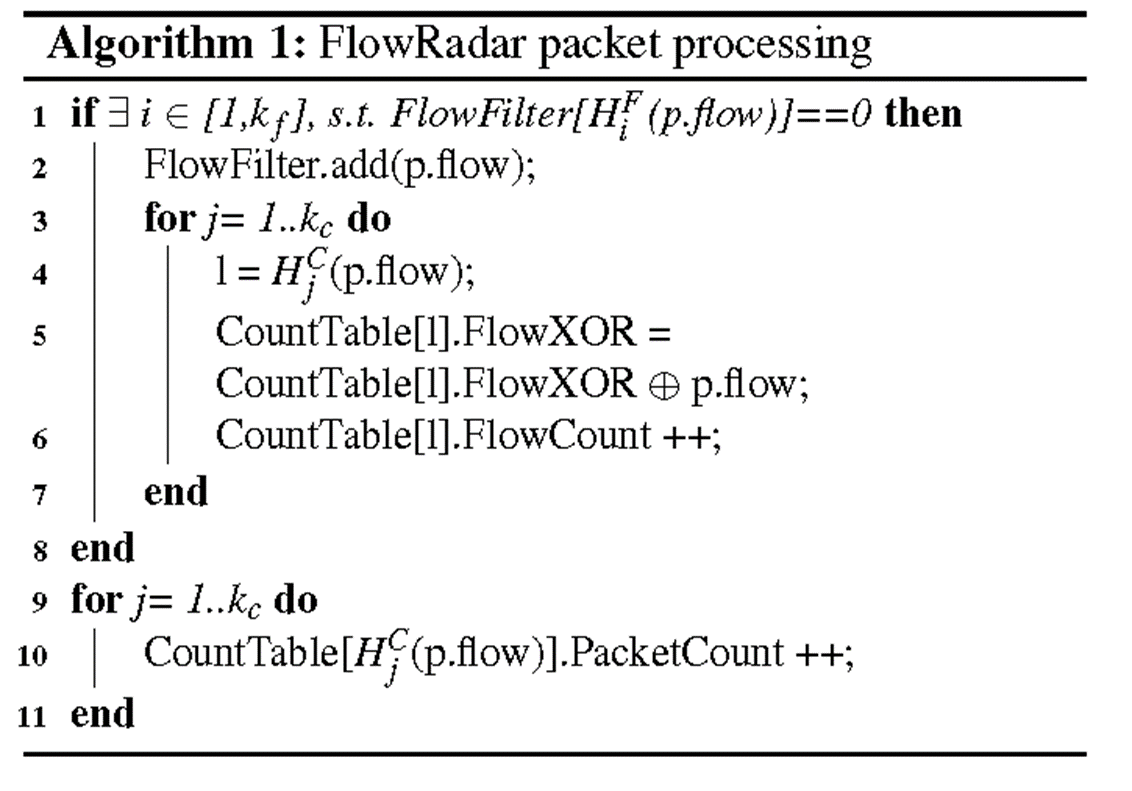 Algorithm 1: FlowRadar packet processing
1 if ∃ i ∈ [1,k_f], s.t. FlowFilter[H_i^F(p.flow)]==0 then
2 FlowFilter.add(p.flow);
3 for j= 1..k_c do
4 l = H_j^C(p.flow);
5 CountTable[l].FlowXOR =
CountTable[l].FlowXOR ⊕ p.flow;
6 CountTable[l].FlowCount ++;
7 end
8 end
9 for j= 1..k_c do
10 CountTable[H_j^C(p.flow)].PacketCount ++;
11 end